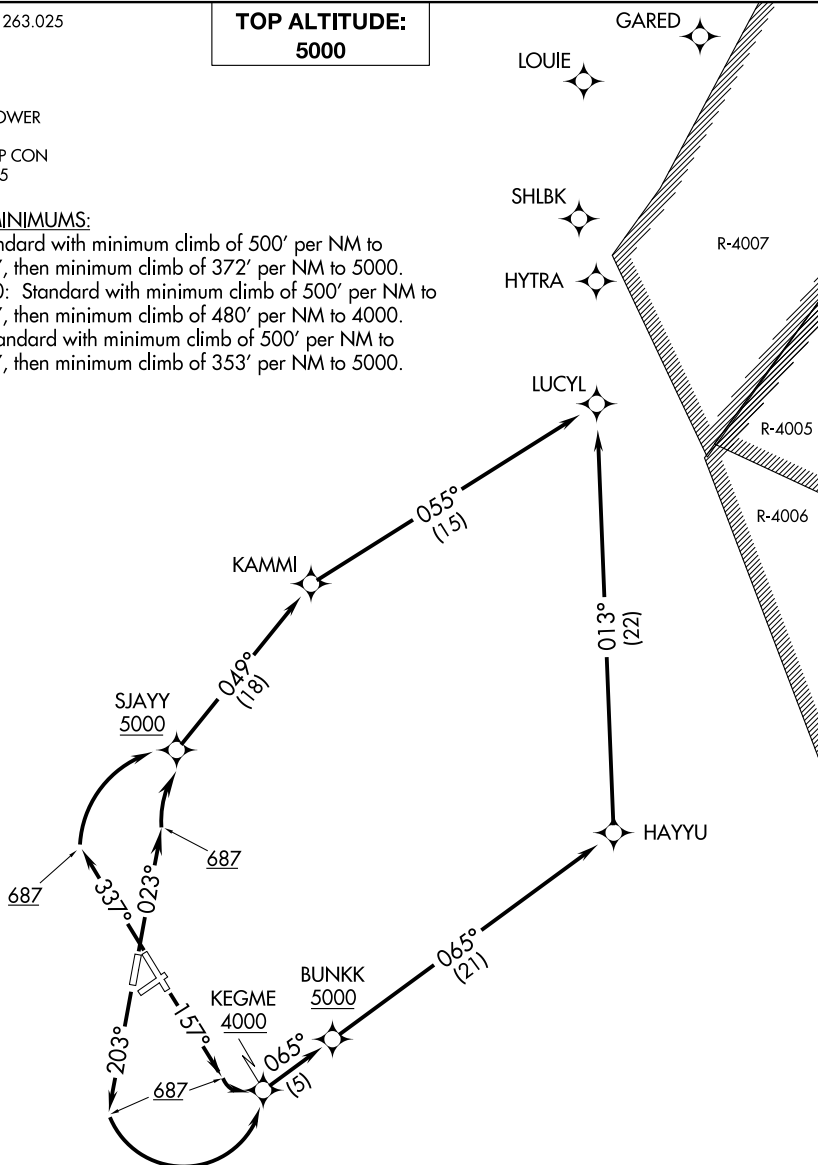 263.025
TOP ALTITUDE:
5000
GARED
LOUIE
OWER
P CON
5
SHLBK
MINIMUMS:
ndard with minimum climb of 500′ per NM to
′, then minimum climb of 372′ per NM to 5000.
0: Standard with minimum climb of 500′ per NM to
′, then minimum climb of 480′ per NM to 4000.
andard with minimum climb of 500′ per NM to
′, then minimum climb of 353′ per NM to 5000.
R-4007
HYTRA
LUCYL
R-4005
R-4006
055°
(15)
KAMMI
013°
(22)
049°
(18)
SJAYY
5000
HAYYU
687
687
337°
023°
065°
(21)
BUNKK
5000
KEGME
4000
157°
203°
065°
(5)
687